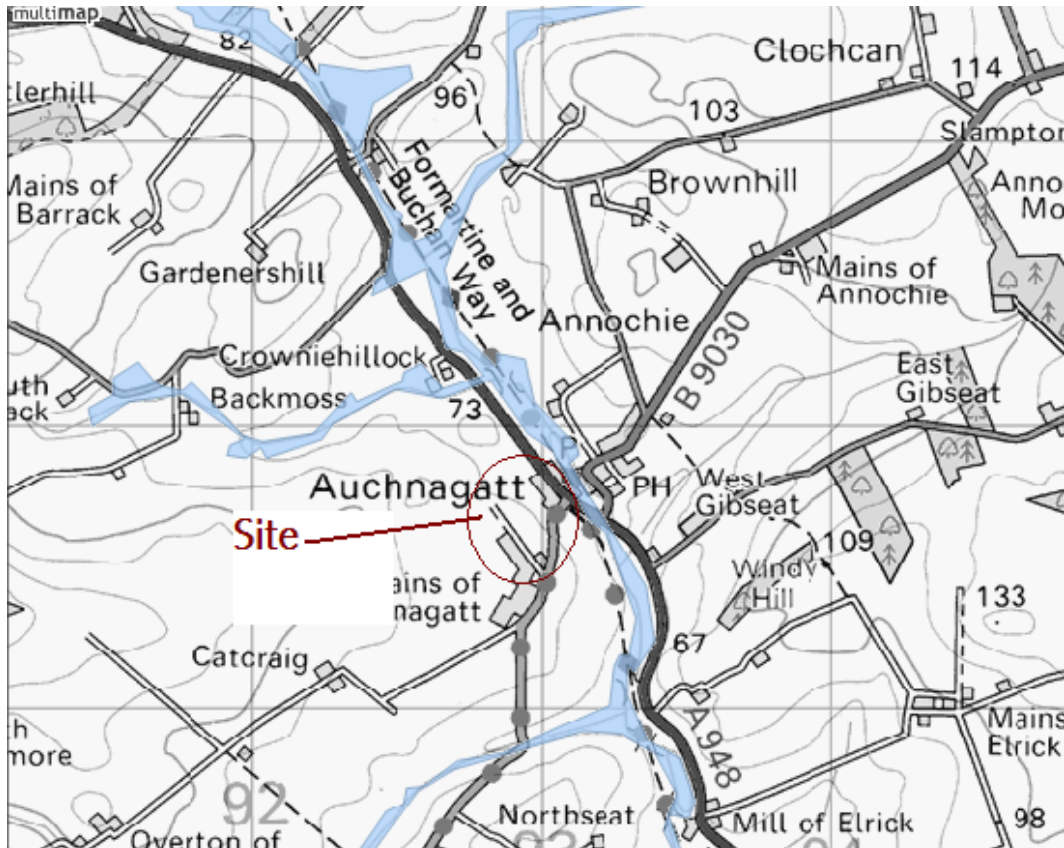 multimap
82
Clochcan
114
tlerhill
96
103
Slampton
Mains of
Barrack
Formartine and
Buchan Way
Brownhill
Anno
Mo
Gardenershill
Mains of
Annochie
Annochie
B 9030
Crowniehillock
East
Gibseat
uth
ack
Backmoss
73
P
Auchnagatt
PH
West
Gibseat
Site
109
Windy
Hill
ains of
nagatt
133
67
Catcraig
A 948
Mains
Elrick
th
more
92
Northseat
98
Mill of Elrick
Overton of